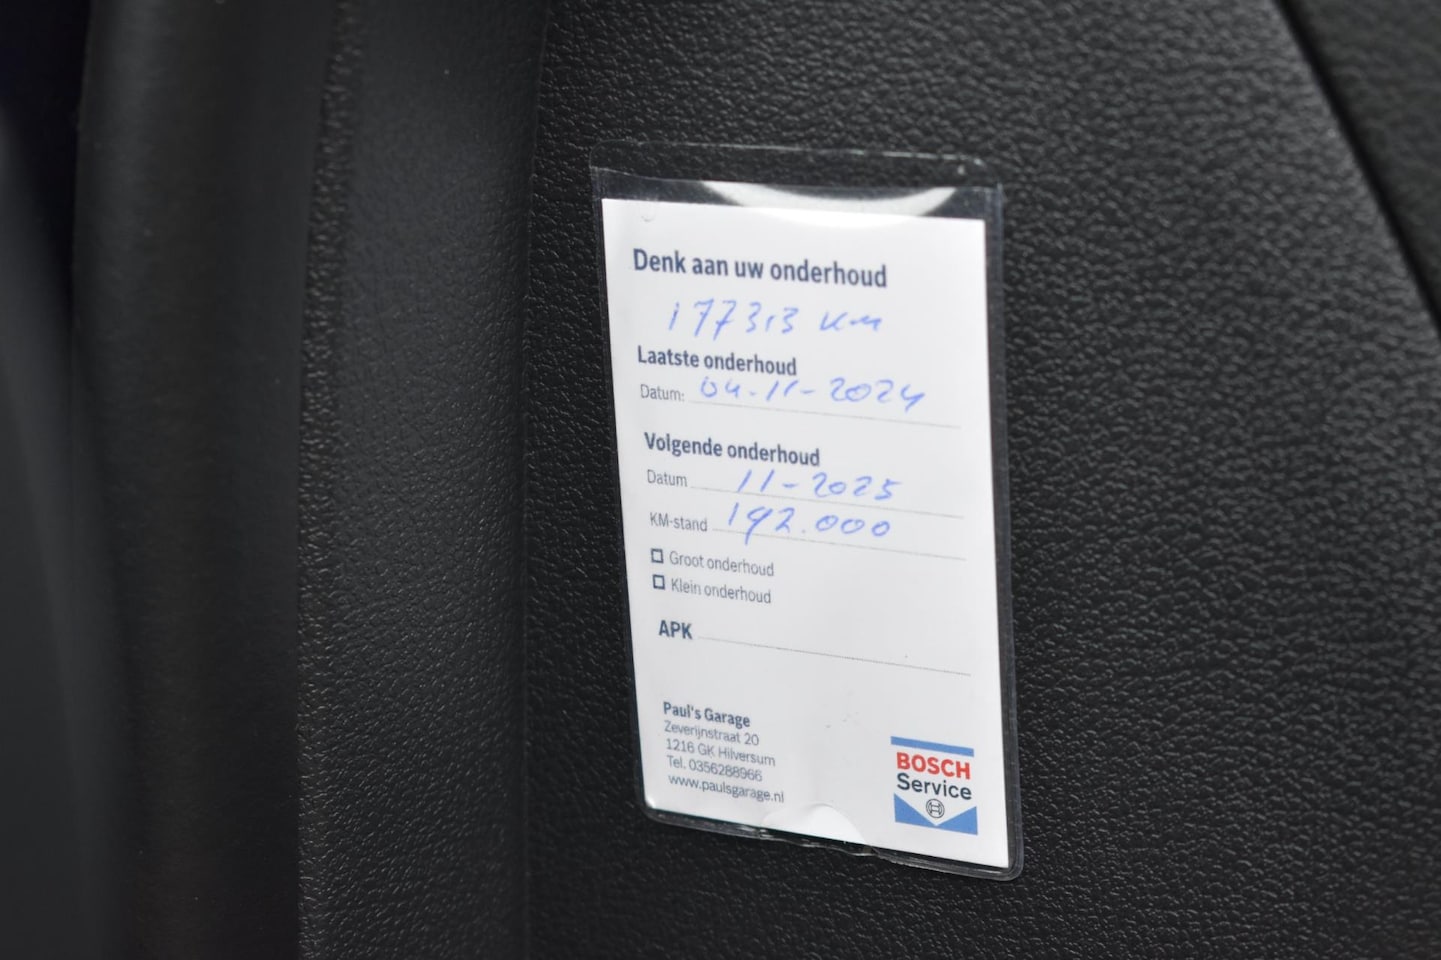 Denk aan uw onderhoud
177313 KM
Laatste onderhoud
Datum: 04-11-2024
Volgende onderhoud
Datum 11-2025
KM-stand 192.000
Groot onderhoud
Klein onderhoud
APK
Paul's Garage
Zeverijnstraat 20
1216 GK Hilversum
Tel. 0356288966
www.paulsgarage.nl
BOSCH
Service